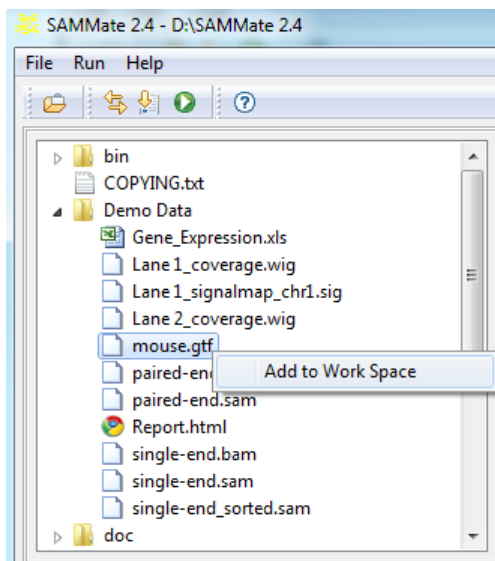 SAMMate 2.4 - D:\SAMMate 2.4
File Run Help
bin
COPYING.txt
Demo Data
Gene_Expression.xls
Lane 1_coverage.wig
Lane 1_signalmap_chr1.sig
Lane 2_coverage.wig
mouse.gtf
Add to Work Space
paired-en
paired-end.sam
Report.html
single-end.bam
single-end.sam
single-end_sorted.sam
doc